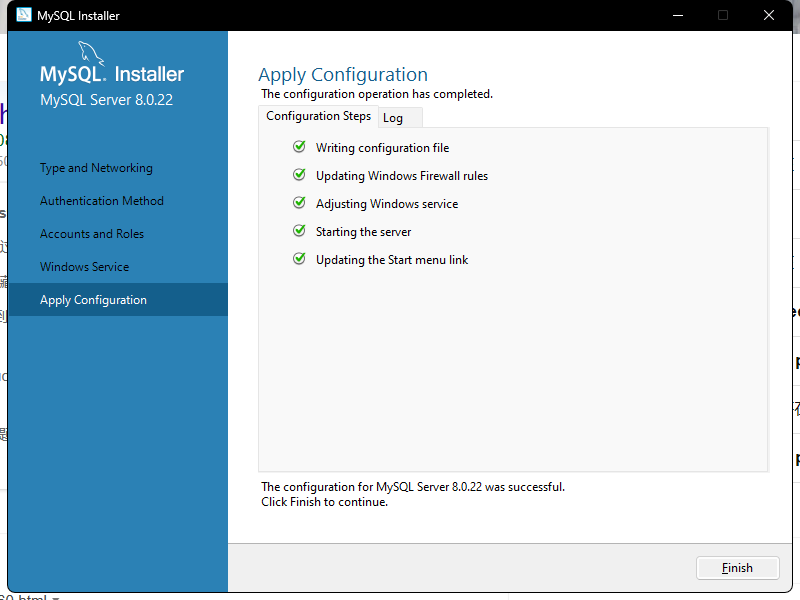 MySQL Installer
MySQL Installer
MySQL Server 8.0.22
Type and Networking
Authentication Method
Accounts and Roles
Windows Service
Apply Configuration
Apply Configuration
The configuration operation has completed.
Configuration Steps
Log
Writing configuration file
Updating Windows Firewall rules
Adjusting Windows service
Starting the server
Updating the Start menu link
The configuration for MySQL Server 8.0.22 was successful.
Click Finish to continue.
Finish